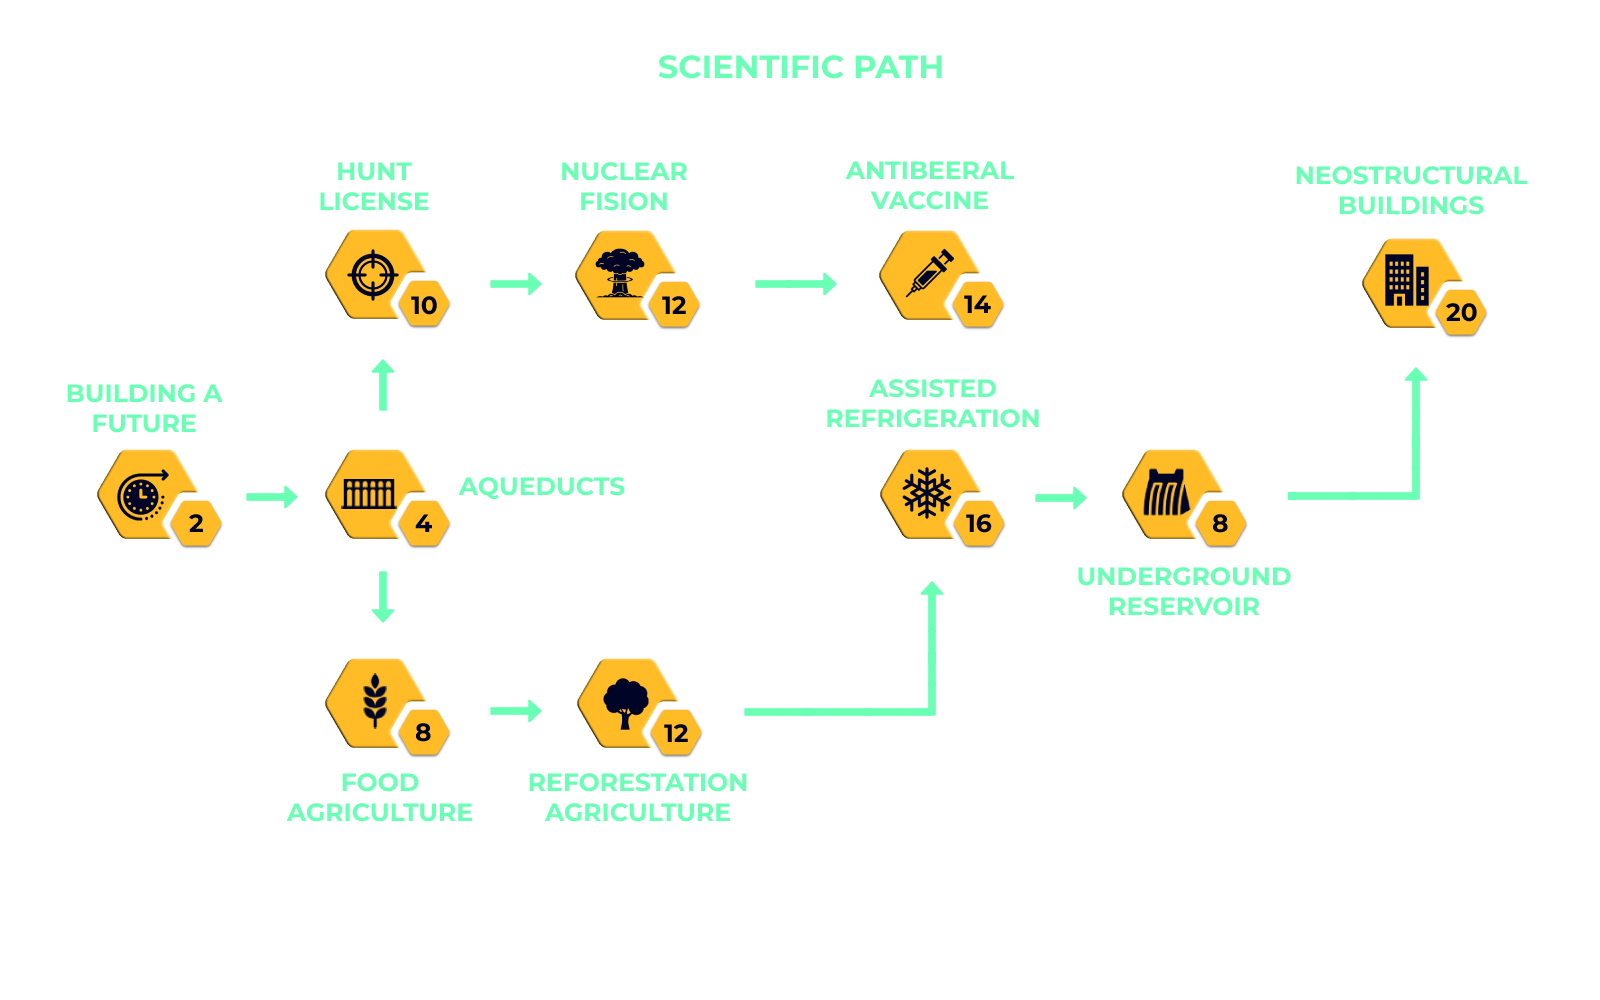 SCIENTIFIC PATH
HUNT
LICENSE
10
NUCLEAR
FISION
12
ANTIBEERAL
VACCINE
14
NEOSTRUCTURAL
BUILDINGS
20
BUILDING A
FUTURE
2
AQUEDUCTS
4
ASSISTED
REFRIGERATION
16
8
UNDERGROUND
RESERVOIR
8
FOOD
AGRICULTURE
12
REFORESTATION
AGRICULTURE